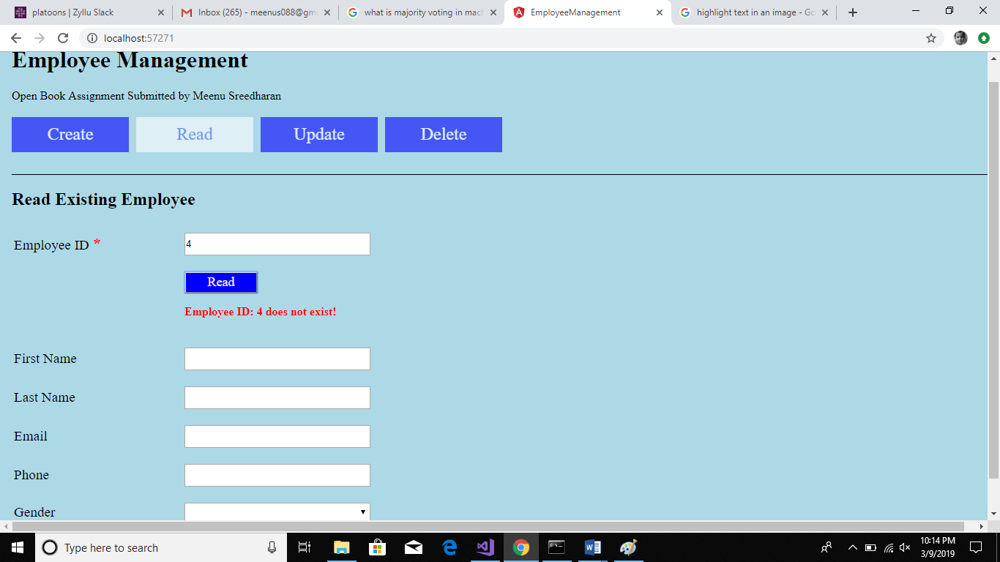 platoons | Zyllu Slack
Inbox (265) - meenus088@gm
what is majority voting in mac
EmployeeManagement
highlight text in an image - Go
localhost:57271
Employee Management
Open Book Assignment Submitted by Meenu Sreedharan
Create Read Update Delete
Read Existing Employee
Employee ID *
4
Read
Employee ID: 4 does not exist!
First Name
Last Name
Email
Phone
Gender
Type here to search
10:14 PM
3/9/2019